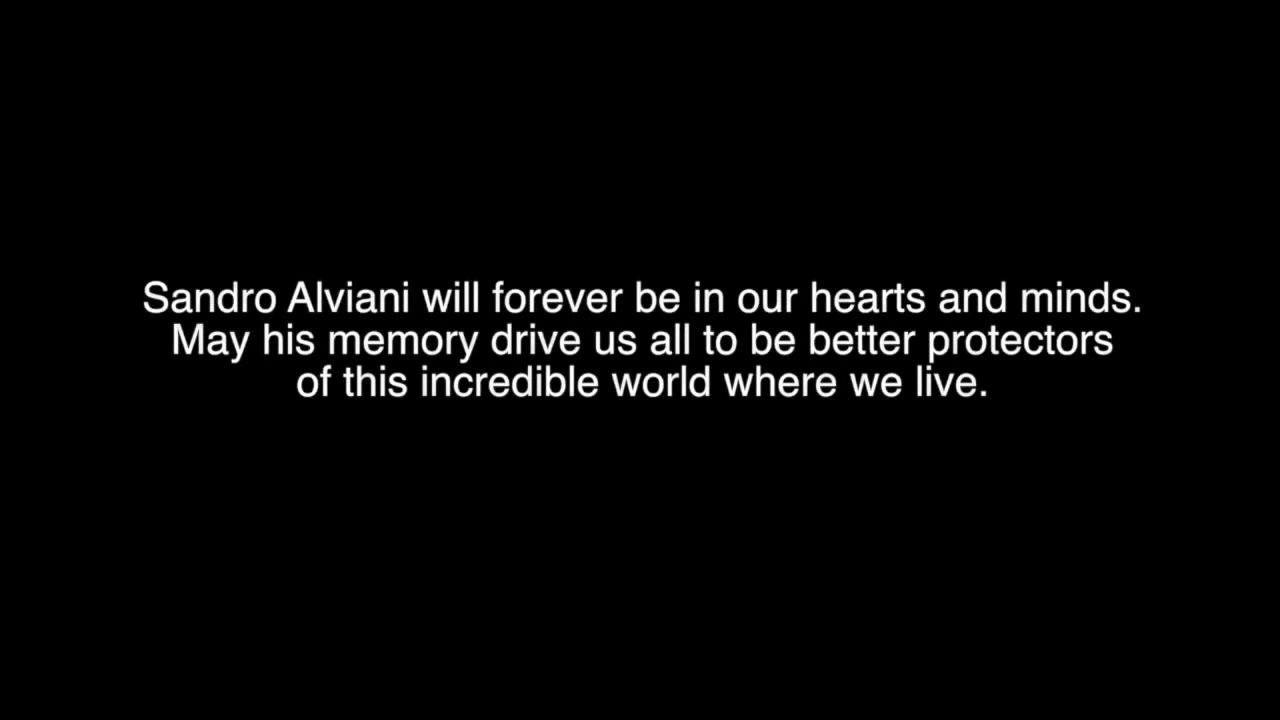 Sandro Alviani will forever be in our hearts and minds.
May his memory drive us all to be better protectors
of this incredible world where we live.